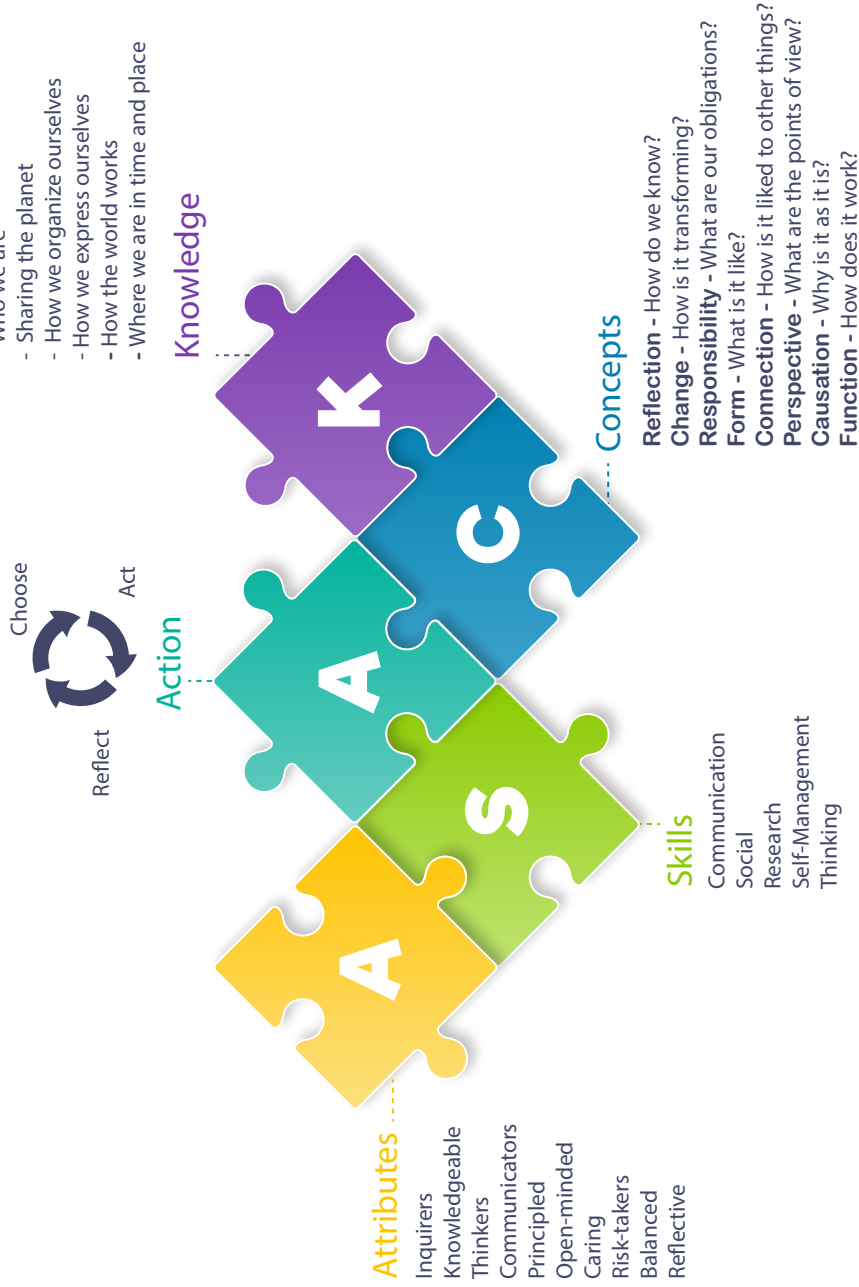 Who we are
- Sharing the planet
- How we organize ourselves
- How we express ourselves
- How the world works
- Where we are in time and place
Knowledge
Choose
Act
Reflect
Action
Attributes
Inquirers
Knowledgeable
Thinkers
Communicators
Principled
Open-minded
Caring
Risk-takers
Balanced
Reflective
A
A
K
S
C
Skills
Communication
Social
Research
Self-Management
Thinking
Concepts
Reflection - How do we know?
Change - How is it transforming?
Responsibility - What are our obligations?
Form - What is it like?
Connection - How is it liked to other things?
Perspective - What are the points of view?
Causation - Why is it as it is?
Function - How does it work?